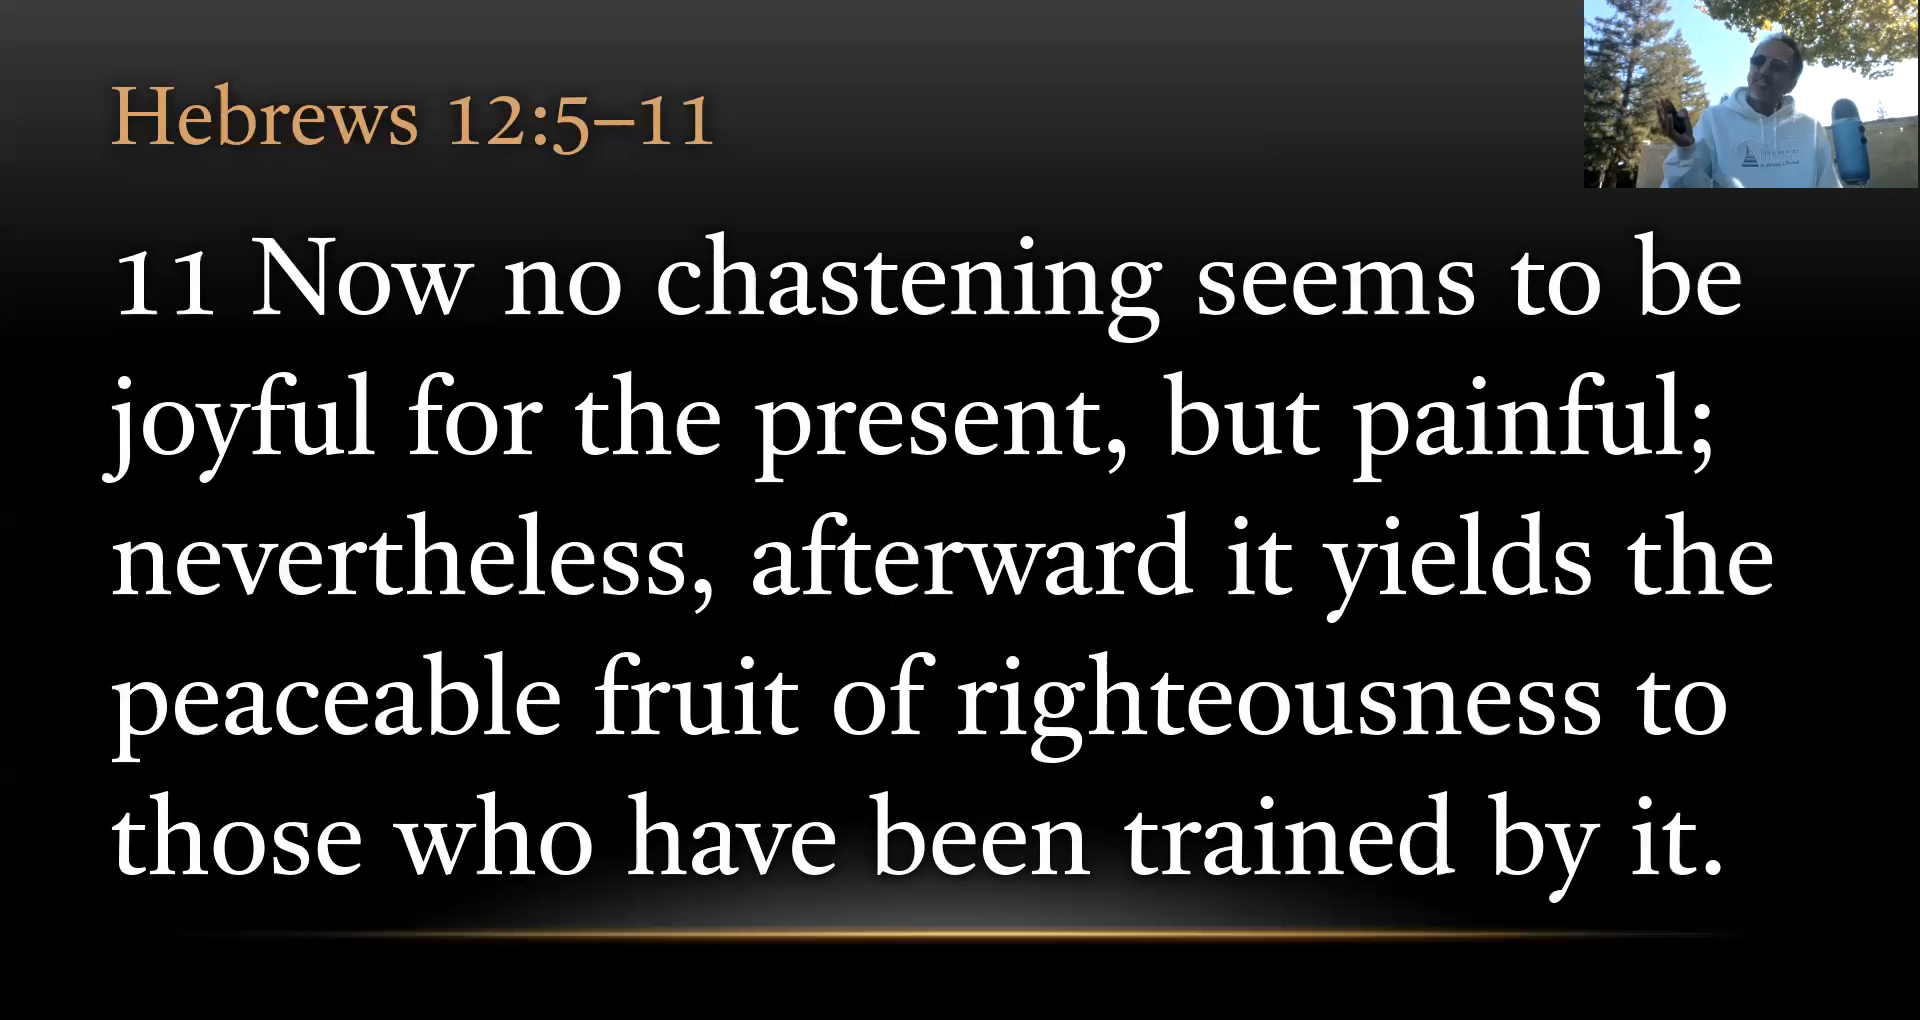 Hebrews 12:5–11
11 Now no chastening seems to be
joyful for the present, but painful;
nevertheless, afterward it yields the
peaceable fruit of righteousness to
those who have been trained by it.